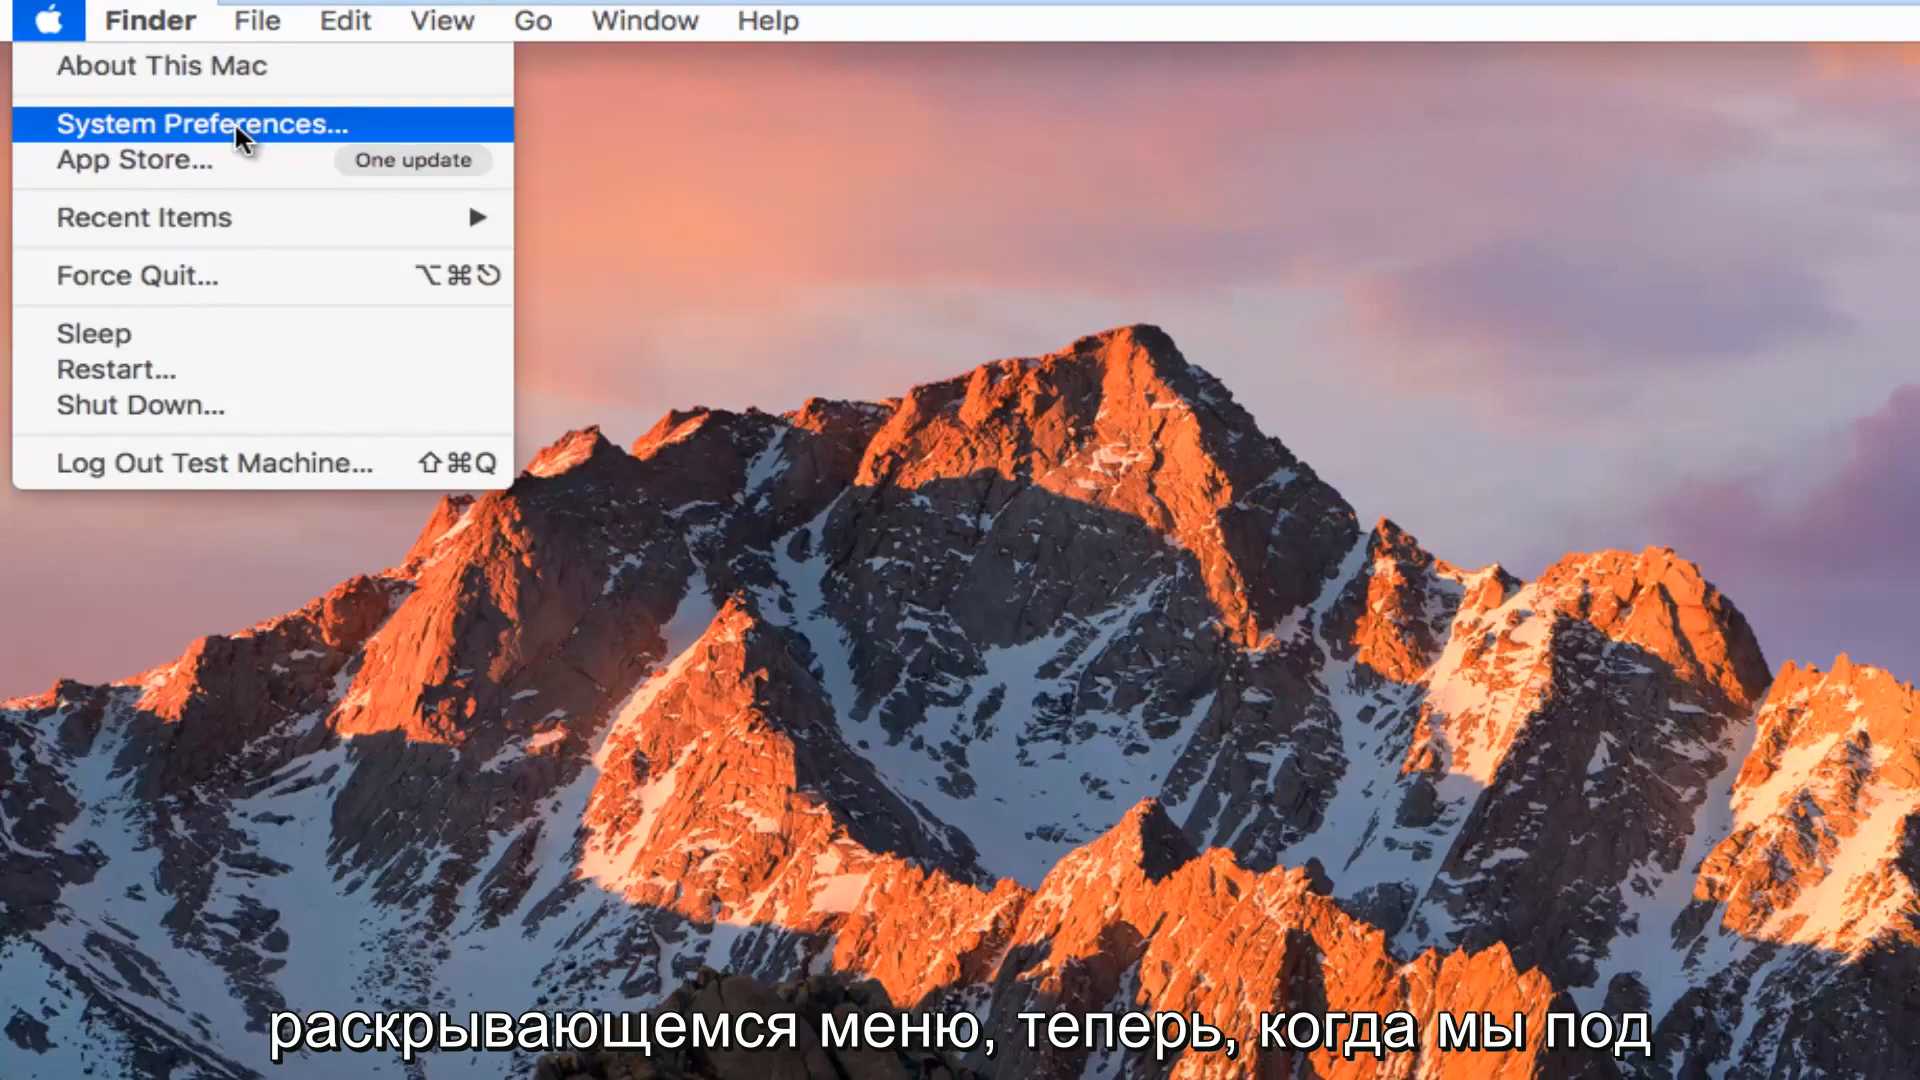 Finder File Edit View Go Window Help
About This Mac
System Preferences...
App Store... One update
Recent Items ▶
Force Quit... ⌥⌘⎋
Sleep
Restart...
Shut Down...
Log Out Test Machine... ⇧⌘Q
раскрывающемся меню, теперь, когда мы под